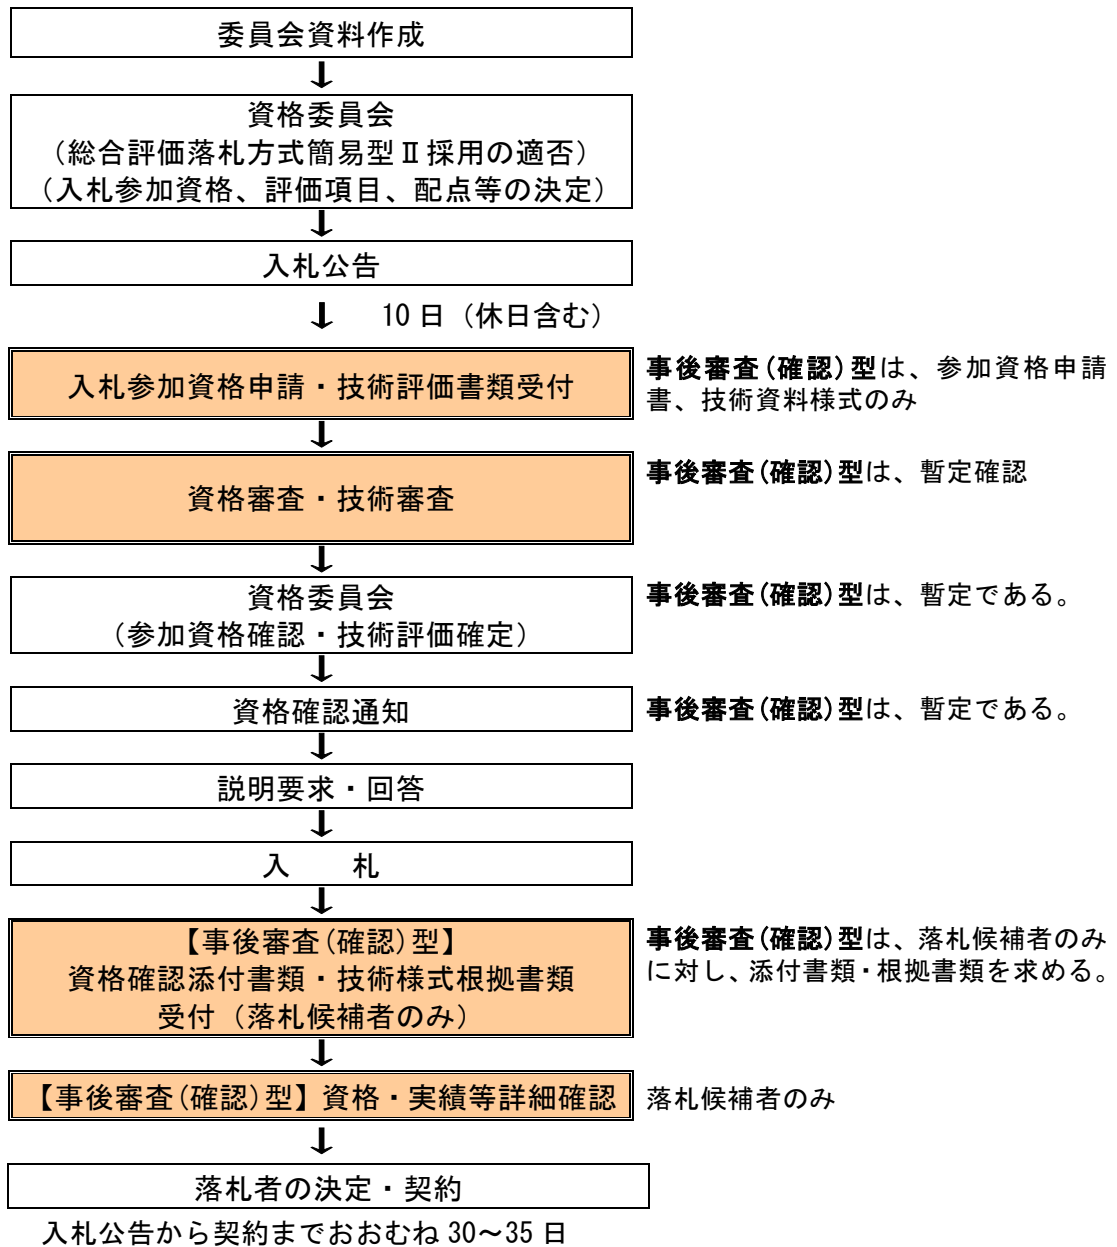 委員会資料作成
↓
資格委員会
（総合評価落札方式簡易型Ⅱ採用の適否）
（入札参加資格、評価項目、配点等の決定）
↓
入札公告
↓ 10日（休日含む）
入札参加資格申請・技術評価書類受付
事後審査(確認)型は、参加資格申請
書、技術資料様式のみ
↓
資格審査・技術審査
事後審査(確認)型は、暫定確認
↓
資格委員会
（参加資格確認・技術評価確定）
事後審査(確認)型は、暫定である。
↓
資格確認通知
事後審査(確認)型は、暫定である。
↓
説明要求・回答
↓
入　　札
↓
【事後審査(確認)型】
資格確認添付書類・技術様式根拠書類
受付（落札候補者のみ）
事後審査(確認)型は、落札候補者のみ
に対し、添付書類・根拠書類を求める。
↓
【事後審査(確認)型】資格・実績等詳細確認
落札候補者のみ
↓
落札者の決定・契約
入札公告から契約までおおむね30～35日